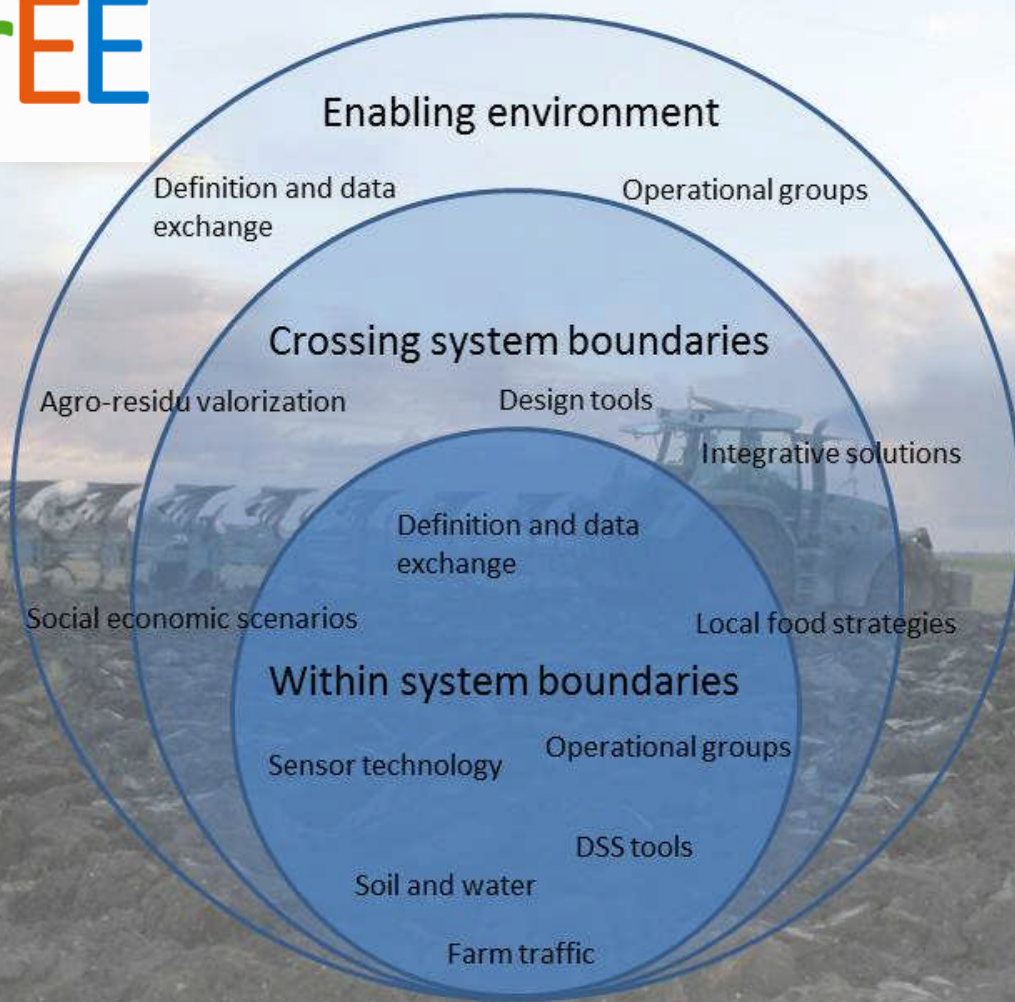 rEE
Enabling environment
Definition and data
exchange
Operational groups
Crossing system boundaries
Agro-residu valorization
Design tools
Integrative solutions
Definition and data
exchange
Social economic scenarios
Local food strategies
Within system boundaries
Operational groups
Sensor technology
DSS tools
Soil and water
Farm traffic